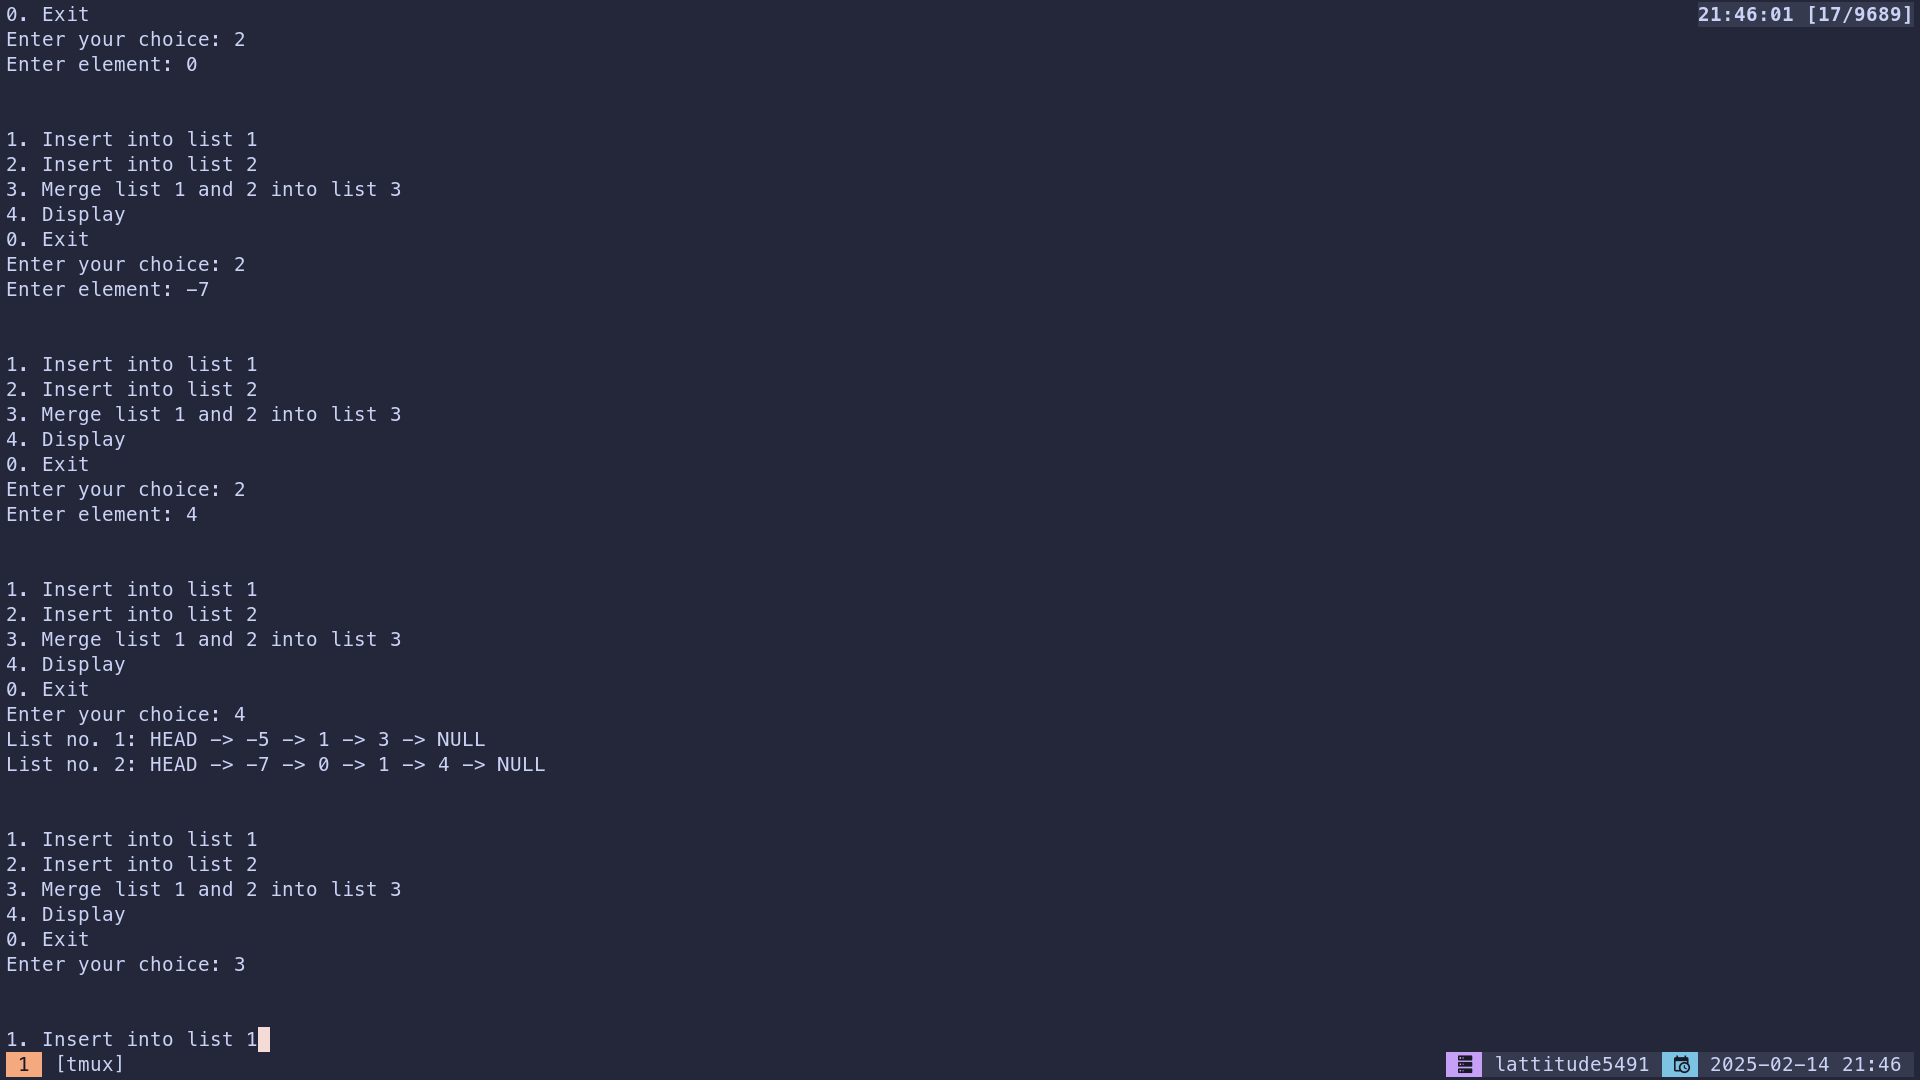 0. Exit
21:46:01 [17/9689]
Enter your choice: 2
Enter element: 0
1. Insert into list 1
2. Insert into list 2
3. Merge list 1 and 2 into list 3
4. Display
0. Exit
Enter your choice: 2
Enter element: -7
1. Insert into list 1
2. Insert into list 2
3. Merge list 1 and 2 into list 3
4. Display
0. Exit
Enter your choice: 2
Enter element: 4
1. Insert into list 1
2. Insert into list 2
3. Merge list 1 and 2 into list 3
4. Display
0. Exit
Enter your choice: 4
List no. 1: HEAD -> -5 -> 1 -> 3 -> NULL
List no. 2: HEAD -> -7 -> 0 -> 1 -> 4 -> NULL
1. Insert into list 1
2. Insert into list 2
3. Merge list 1 and 2 into list 3
4. Display
0. Exit
Enter your choice: 3
1. Insert into list 1
1 [tmux]
lattitude5491 2025-02-14 21:46